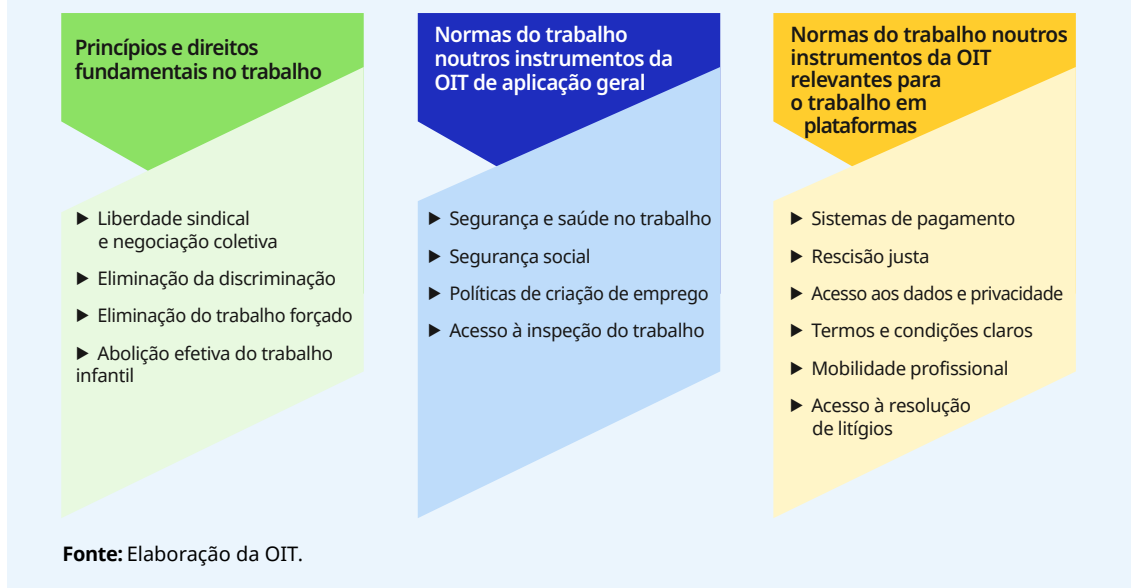 Princípios e direitos
fundamentais no trabalho
▶ Liberdade sindical
e negociação coletiva
▶ Eliminação da discriminação
▶ Eliminação do trabalho forçado
▶ Abolição efetiva do trabalho
infantil
Normas do trabalho
noutros instrumentos da
OIT de aplicação geral
▶ Segurança e saúde no trabalho
▶ Segurança social
▶ Políticas de criação de emprego
▶ Acesso à inspeção do trabalho
Normas do trabalho noutros
instrumentos da OIT
relevantes para
o trabalho em
plataformas
▶ Sistemas de pagamento
▶ Rescisão justa
▶ Acesso aos dados e privacidade
▶ Termos e condições claros
▶ Mobilidade profissional
▶ Acesso à resolução
de litígios
Fonte: Elaboração da OIT.